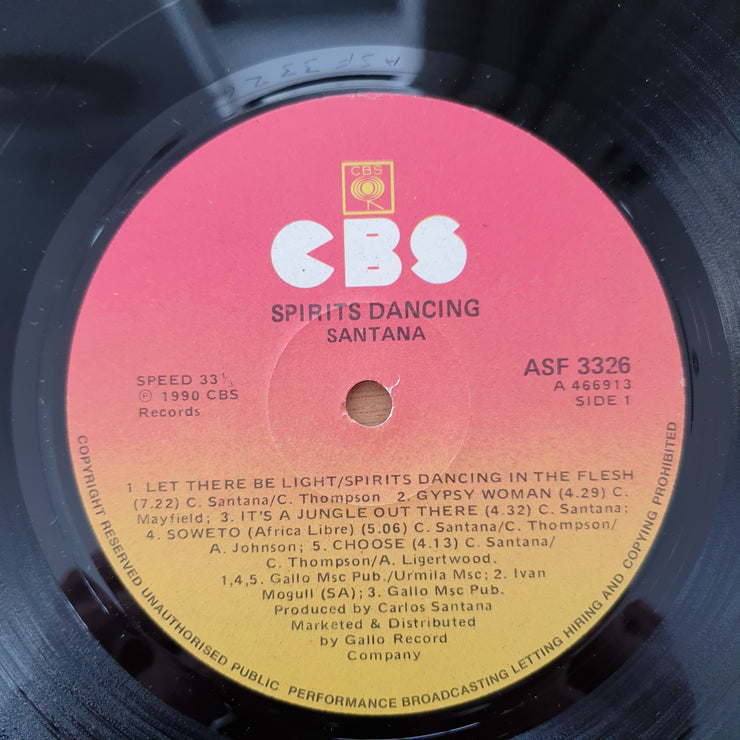 ASF 3326
CBS
CBS
SPIRITS DANCING
SANTANA
SPEED 33⅓
Ⓟ 1990 CBS
Records
ASF 3326
A 466913
SIDE 1
1 LET THERE BE LIGHT/SPIRITS DANCING IN THE FLESH
(7.22) C. Santana/C. Thompson 2. GYPSY WOMAN (4.29) C.
Mayfield; 3. IT'S A JUNGLE OUT THERE (4.32) C. Santana;
4. SOWETO (Africa Libre) (5.06) C. Santana/C. Thompson/
A. Johnson; 5. CHOOSE (4.13) C. Santana/
C. Thompson/A. Ligertwood.
1,4,5. Gallo Msc Pub./Urmila Msc; 2. Ivan
Mogull (SA); 3. Gallo Msc Pub.
Produced by Carlos Santana
Marketed & Distributed
by Gallo Record
Company
COPYRIGHT RESERVED UNAUTHORISED PUBLIC PERFORMANCE BROADCASTING LETTING HIRING AND COPYING PROHIBITED